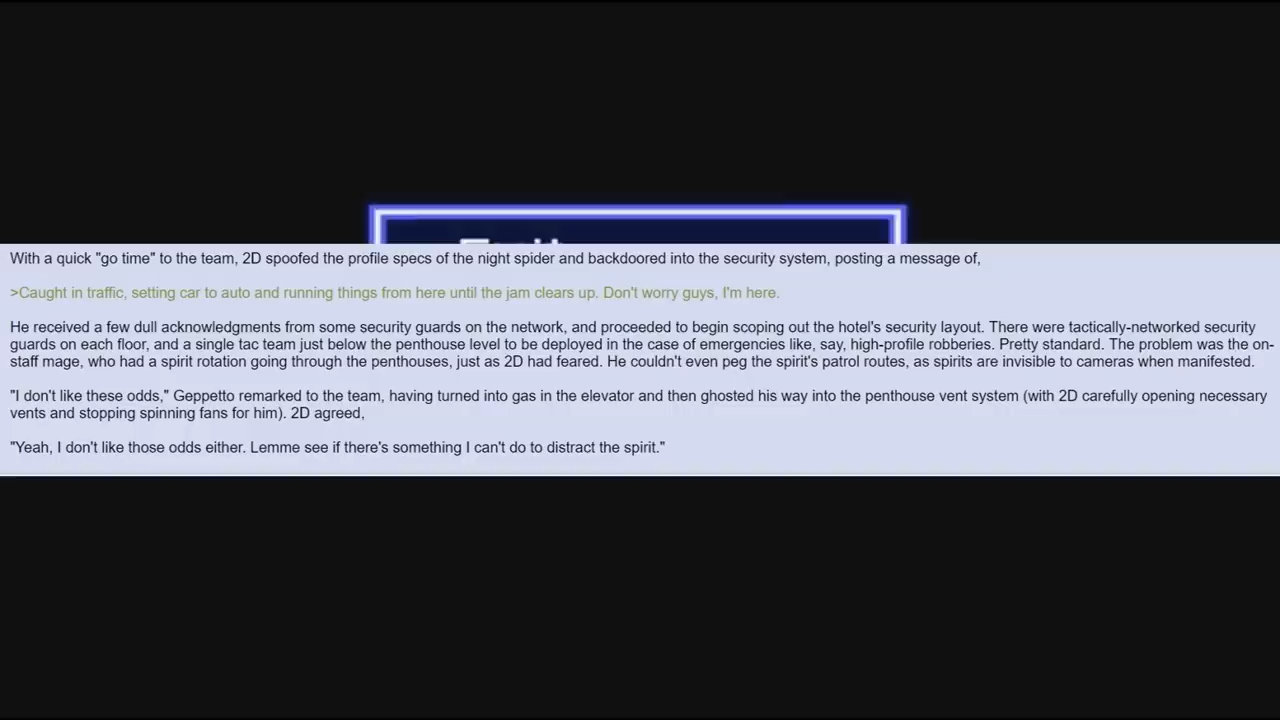 With a quick "go time" to the team, 2D spoofed the profile specs of the night spider and backdoored into the security system, posting a message of,
>Caught in traffic, setting car to auto and running things from here until the jam clears up. Don't worry guys, I'm here.
He received a few dull acknowledgments from some security guards on the network, and proceeded to begin scoping out the hotel's security layout. There were tactically-networked security
guards on each floor, and a single tac team just below the penthouse level to be deployed in the case of emergencies like, say, high-profile robberies. Pretty standard. The problem was the on-
staff mage, who had a spirit rotation going through the penthouses, just as 2D had feared. He couldn't even peg the spirit's patrol routes, as spirits are invisible to cameras when manifested.
"I don't like these odds," Geppetto remarked to the team, having turned into gas in the elevator and then ghosted his way into the penthouse vent system (with 2D carefully opening necessary
vents and stopping spinning fans for him). 2D agreed,
"Yeah, I don't like those odds either. Lemme see if there's something I can't do to distract the spirit."